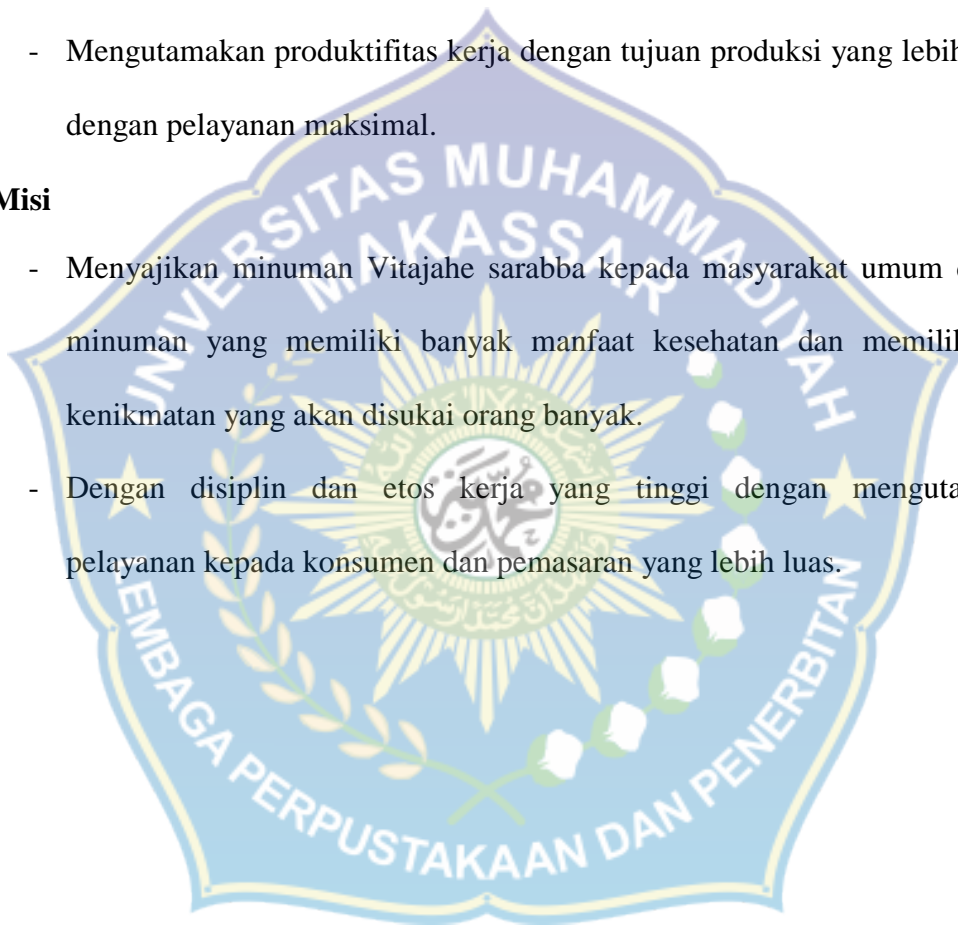 - Mengutamakan produktifitas kerja dengan tujuan produksi yang lebih
dengan pelayanan maksimal.
Misi
- Menyajikan minuman Vitajahe sarabba kepada masyarakat umum
minuman yang memiliki banyak manfaat kesehatan dan
kenikmatan yang akan disukai orang banyak.
- Dengan disiplin dan etos kerja yang tinggi dengan
pelayanan kepada konsumen dan pemasaran yang lebih luas.
UNIVERSITAS MUHAMMADIYAH
MAKASSAR
LEMBAGA PERPUSTAKAAN DAN PENERBITAN